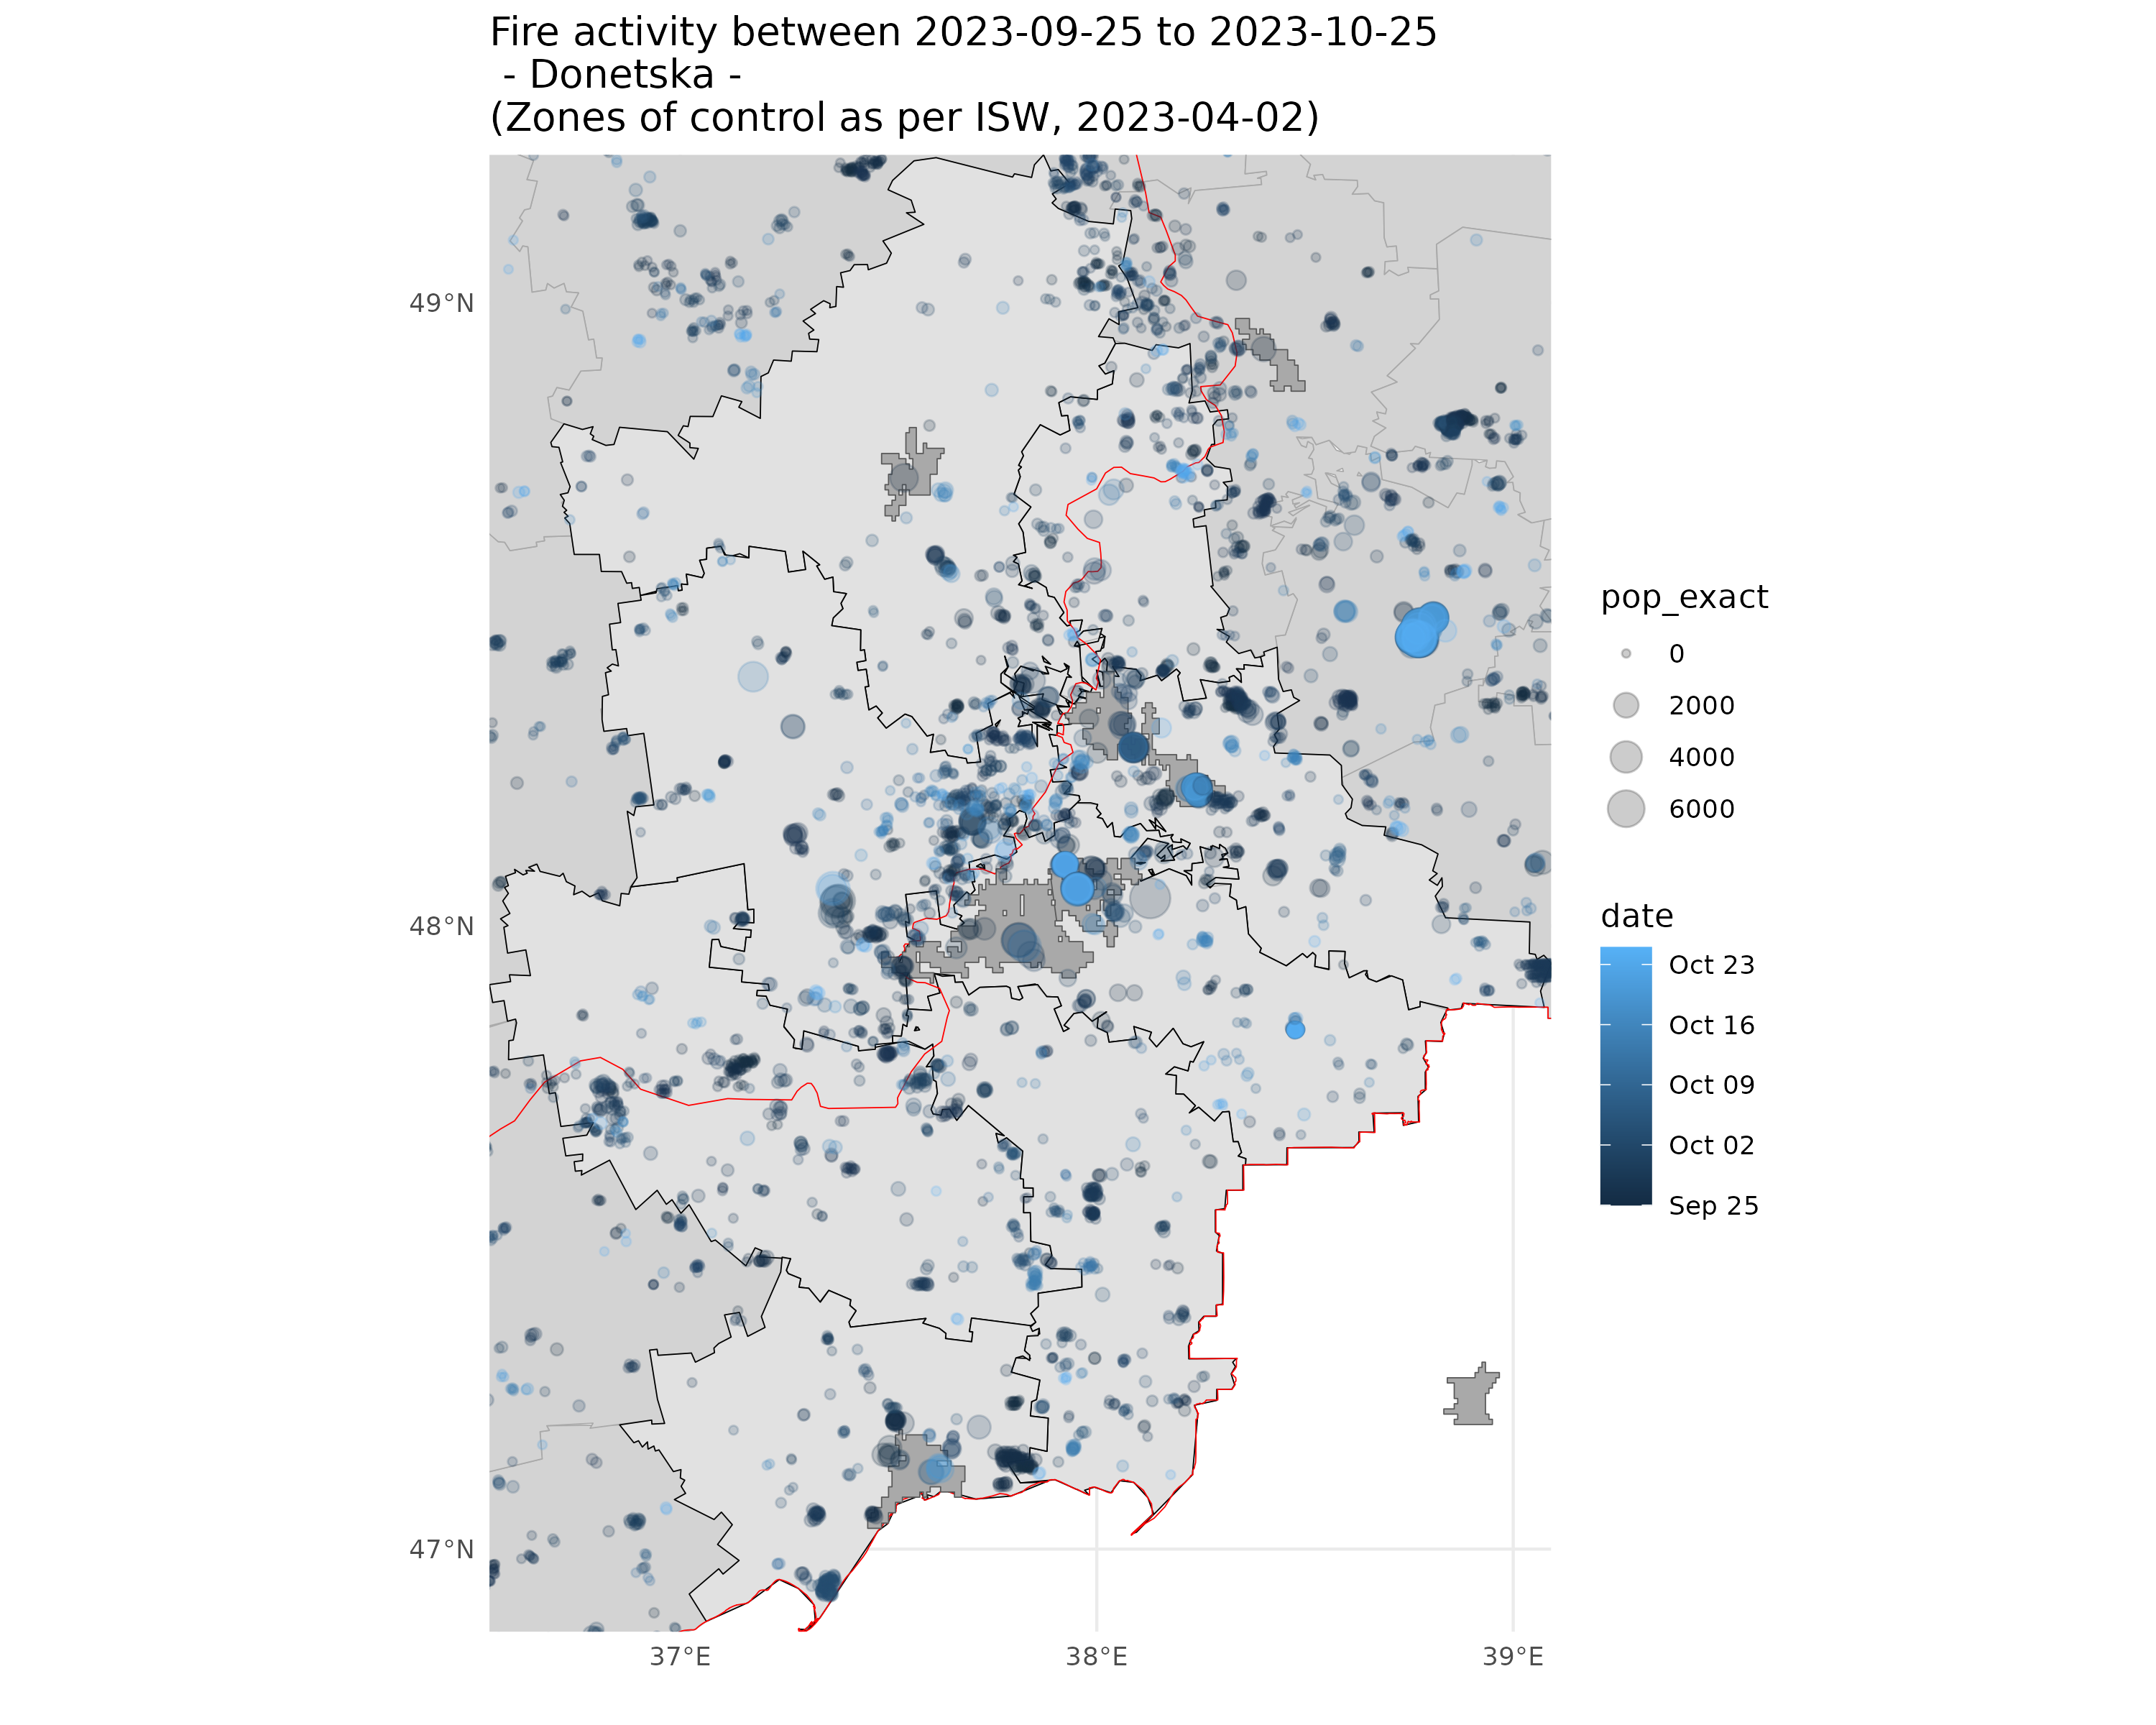 Fire activity between 2023-09-25 to 2023-10-25
- Donetska -
(Zones of control as per ISW, 2023-04-02)
49°N
48°N
47°N
37°E
38°E
39°E
pop_exact
0
2000
4000
6000
date
Oct 23
Oct 16
Oct 09
Oct 02
Sep 25